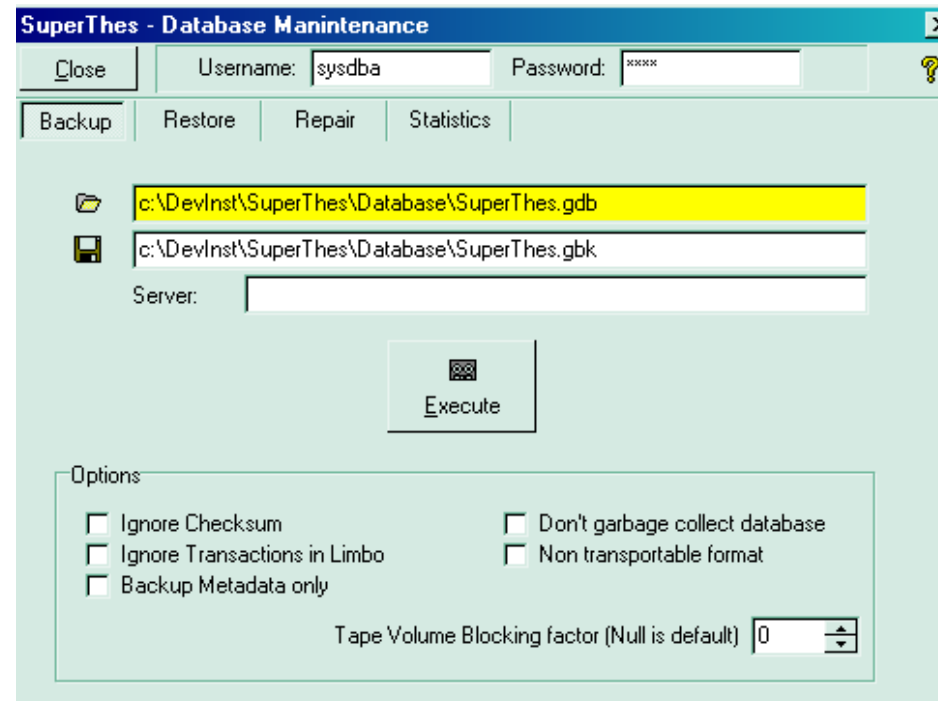 SuperThes - Database Manintenance
Close Username: sysdba Password: ****
Backup Restore Repair Statistics
c:\DevInst\SuperThes\Database\SuperThes.gdb
c:\DevInst\SuperThes\Database\SuperThes.gbk
Server:
Execute
Options
Ignore Checksum Don't garbage collect database
Ignore Transactions in Limbo Non transportable format
Backup Metadata only
Tape Volume Blocking factor (Null is default) 0